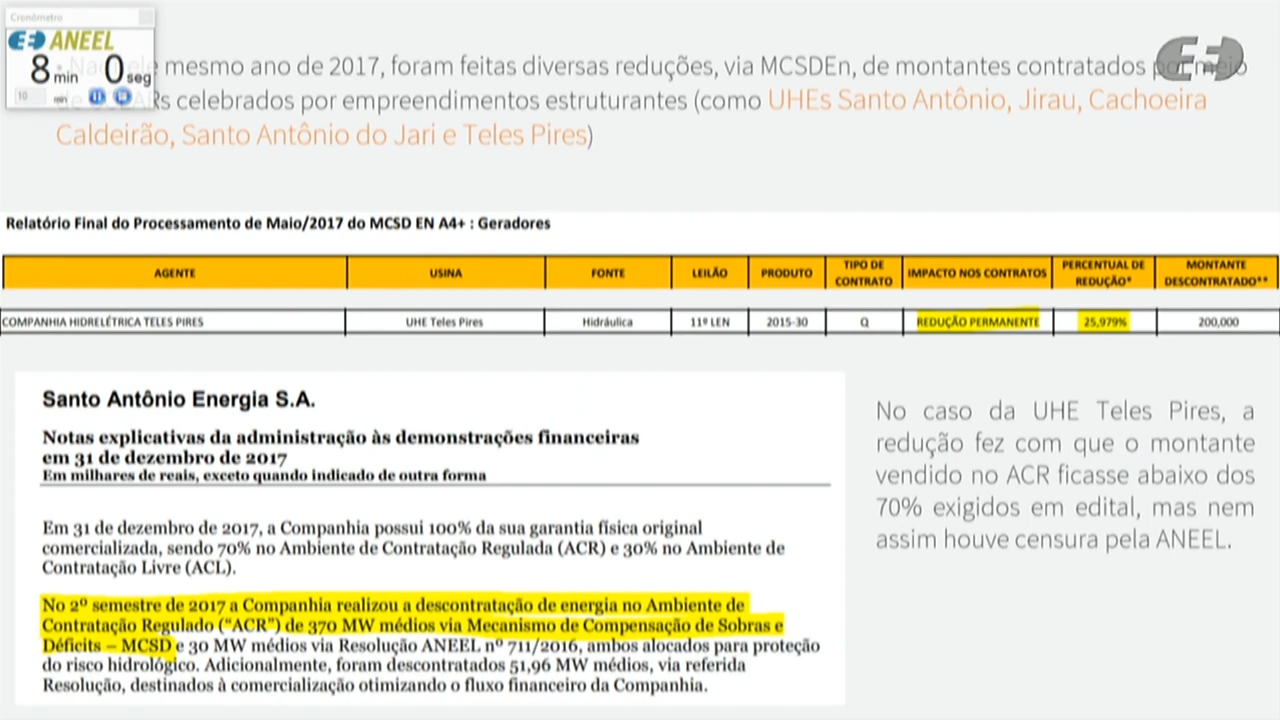 Cronômetro
ANEEL
8 min 0 seg
10 min
mesmo ano de 2017, foram feitas diversas reduções, via MCSDEn, de montantes contratados por meio
celebrados por empreendimentos estruturantes (como UHEs Santo Antônio, Jirau, Cachoeira
Caldeirão, Santo Antônio do Jari e Teles Pires)
Relatório Final do Processamento de Maio/2017 do MCSD EN A4+ : Geradores
AGENTE USINA FONTE LEILÃO PRODUTO TIPO DE CONTRATO IMPACTO NOS CONTRATOS PERCENTUAL DE REDUÇÃO* MONTANTE DESCONTRATADO**
COMPANHIA HIDRELÉTRICA TELES PIRES UHE Teles Pires Hidráulica 11º LEN 2015-30 Q REDUÇÃO PERMANENTE 25,979% 200,000
Santo Antônio Energia S.A.
Notas explicativas da administração às demonstrações financeiras
em 31 de dezembro de 2017
Em milhares de reais, exceto quando indicado de outra forma
Em 31 de dezembro de 2017, a Companhia possui 100% da sua garantia física original
comercializada, sendo 70% no Ambiente de Contratação Regulada (ACR) e 30% no Ambiente de
Contratação Livre (ACL).
No 2º semestre de 2017 a Companhia realizou a descontratação de energia no Ambiente de
Contratação Regulado ("ACR") de 370 MW médios via Mecanismo de Compensação de Sobras e
Déficits – MCSD e 30 MW médios via Resolução ANEEL nº 711/2016, ambos alocados para proteção
do risco hidrológico. Adicionalmente, foram descontratados 51,96 MW médios, via referida
Resolução, destinados à comercialização otimizando o fluxo financeiro da Companhia.
No caso da UHE Teles Pires, a
redução fez com que o montante
vendido no ACR ficasse abaixo dos
70% exigidos em edital, mas nem
assim houve censura pela ANEEL.